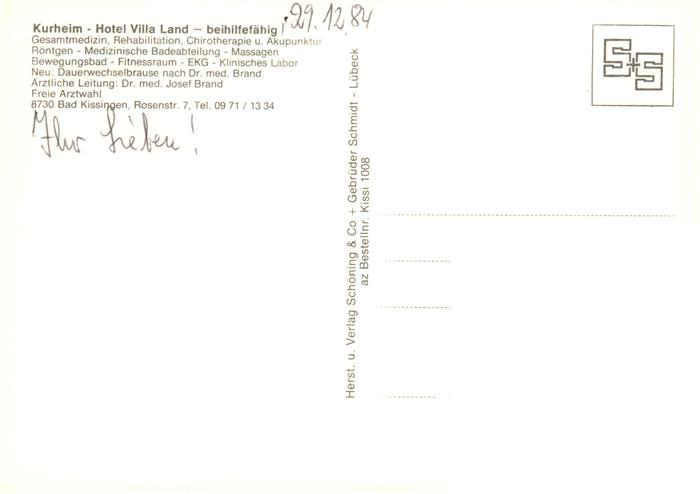 Kurheim - Hotel Villa Land – beihilfefähig
29.12.84
Gesamtmedizin, Rehabilitation, Chirotherapie u. Akupunktur
Röntgen - Medizinische Badeabteilung - Massagen
Bewegungsbad - Fitnessraum - EKG - Klinisches Labor
Neu: Dauerwechselbrause nach Dr. med. Brand
Ärztliche Leitung: Dr. med. Josef Brand
Freie Arztwahl
8730 Bad Kissingen, Rosenstr. 7, Tel. 09 71 / 13 34
Ihr Lieben!
Herst. u. Verlag Schöning & Co + Gebrüder Schmidt - Lübeck
az Bestellnr. Kissi 1008
S+S